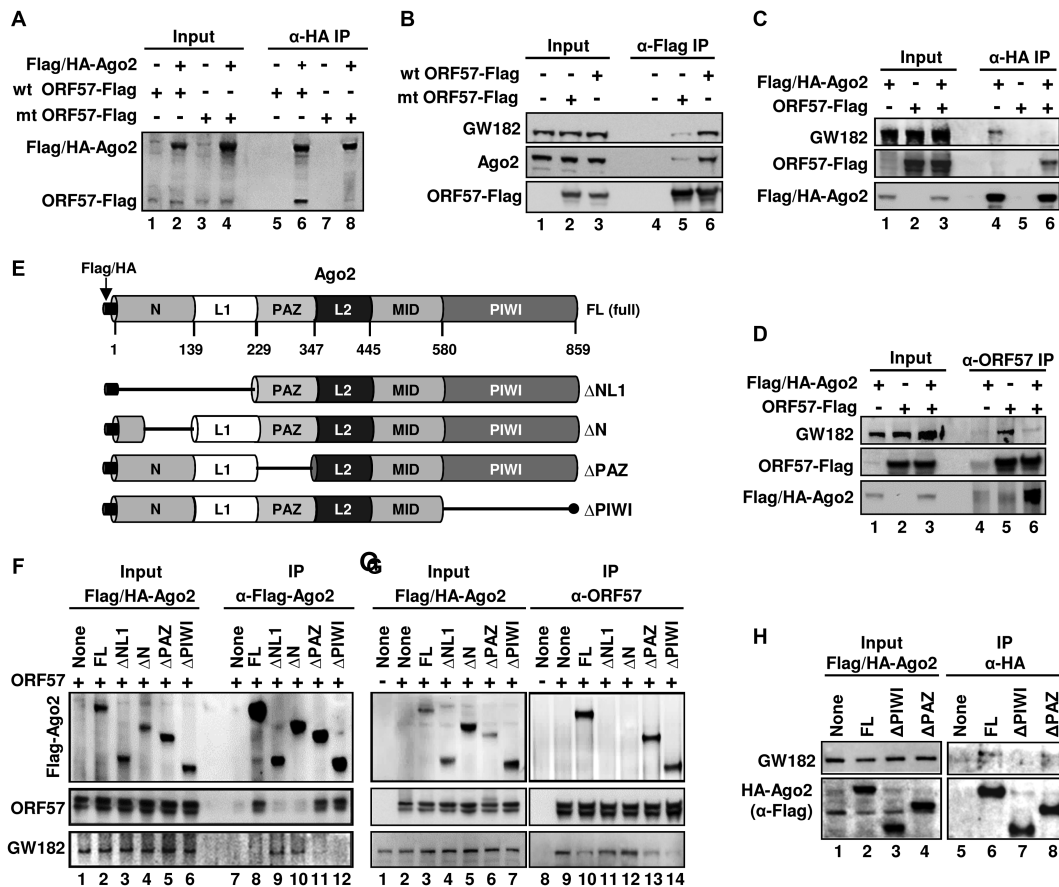 A
Input α-HA IP
Flag/HA-Ago2 - + - + - + - +
wt ORF57-Flag + + - - + + - -
mt ORF57-Flag - - + + - - + +
Flag/HA-Ago2
ORF57-Flag
1 2 3 4 5 6 7 8
B
Input α-Flag IP
wt ORF57-Flag - - + - - +
mt ORF57-Flag - + - - + -
GW182
Ago2
ORF57-Flag
1 2 3 4 5 6
C
Input α-HA IP
Flag/HA-Ago2 + - + + - +
ORF57-Flag - + + - + +
GW182
ORF57-Flag
Flag/HA-Ago2
1 2 3 4 5 6
E
Flag/HA Ago2
N L1 PAZ L2 MID PIWI FL (full)
1 139 229 347 445 580 859
PAZ L2 MID PIWI ΔNL1
L1 PAZ L2 MID PIWI ΔN
N L1 L2 MID PIWI ΔPAZ
N L1 PAZ L2 MID ΔPIWI
D
Input α-ORF57 IP
Flag/HA-Ago2 + - + + - +
ORF57-Flag - + + - + +
GW182
ORF57-Flag
Flag/HA-Ago2
1 2 3 4 5 6
F
Input IP
Flag/HA-Ago2 α-Flag-Ago2
None FL ΔNL1 ΔN ΔPAZ ΔPIWI None FL ΔNL1 ΔN ΔPAZ ΔPIWI
ORF57 + + + + + + + + + + + +
Flag-Ago2
ORF57
GW182
1 2 3 4 5 6 7 8 9 10 11 12
G
Input IP
Flag/HA-Ago2 α-ORF57
None FL ΔNL1 ΔN ΔPAZ ΔPIWI None FL ΔNL1 ΔN ΔPAZ ΔPIWI
- + + + + + + - + + + + + +
1 2 3 4 5 6 7 8 9 10 11 12 13 14
H
Input IP
Flag/HA-Ago2 α-HA
None FL ΔPIWI ΔPAZ None FL ΔPIWI ΔPAZ
GW182
HA-Ago2
(α-Flag)
1 2 3 4 5 6 7 8